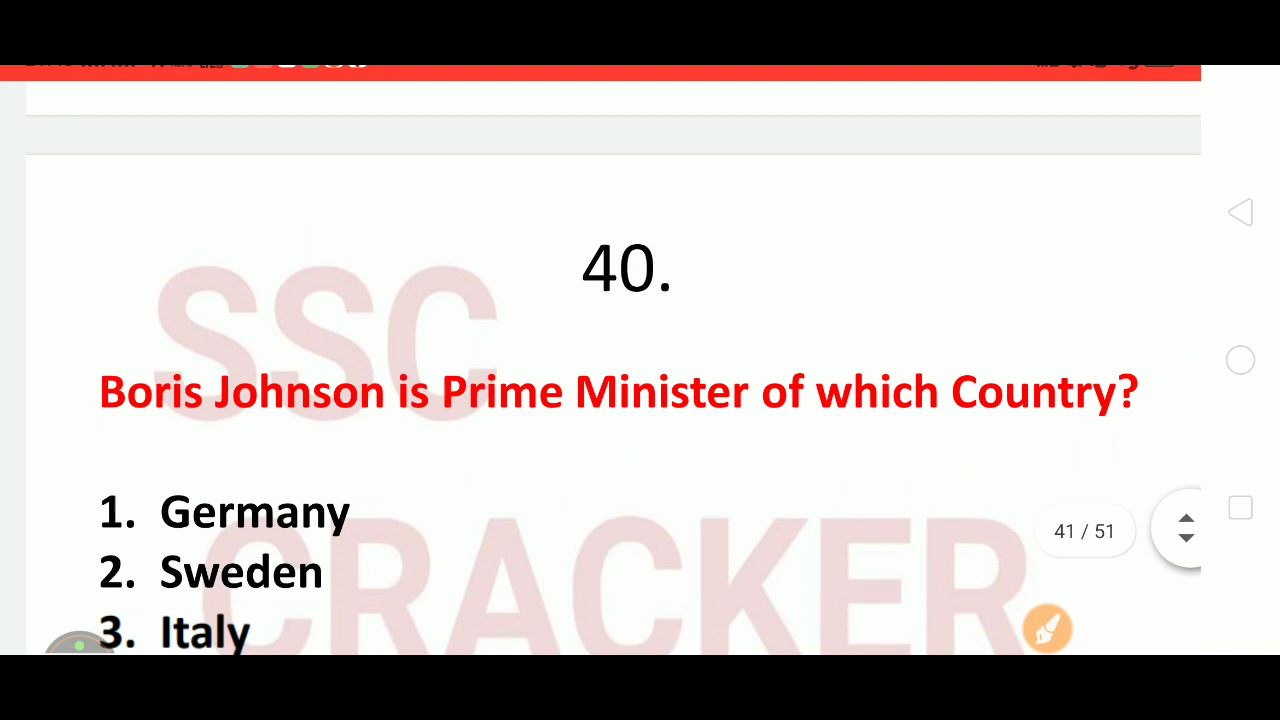 40.
SSC
Boris Johnson is Prime Minister of which Country?
1. Germany
CRACKER
2. Sweden
3. Italy
41 / 51